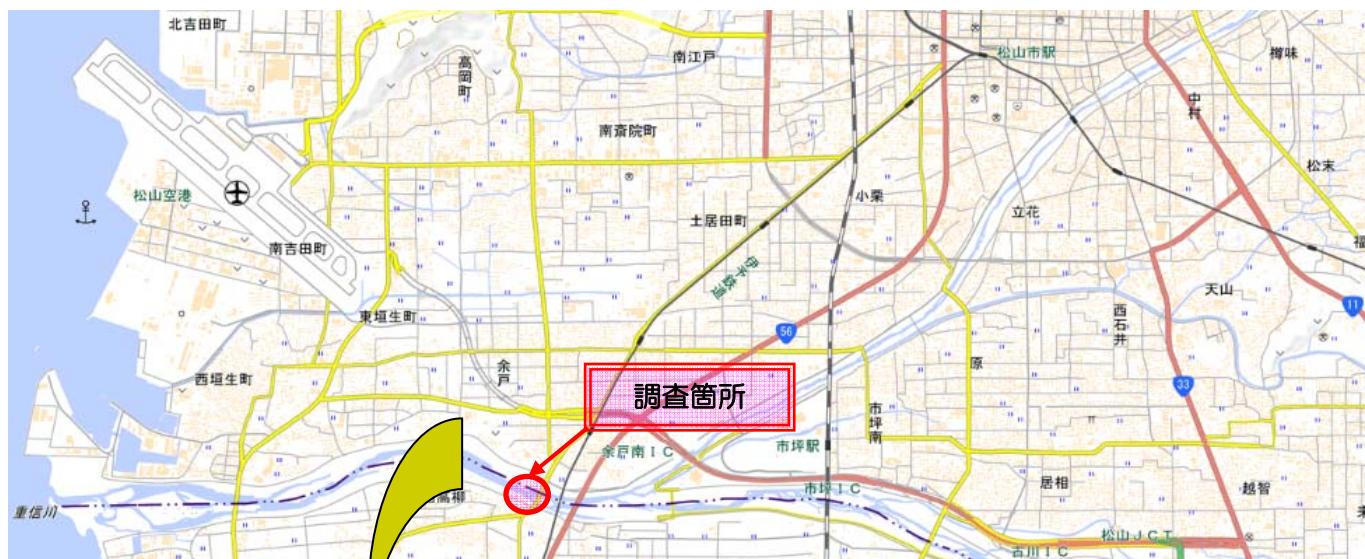 北吉田町
高岡町
南江戸
松山市駅
樽味
中村
南斎院町
松末
松山空港
小栗
土居田町
立花
福
南吉田町
伊予鉄道
天山
11
東垣生町
56
西石井
余戸
原
西垣生町
33
調査箇所
市坪南
余戸南IC
市坪駅
高柳
市坪IC
居相
越智
重信川
松山JCT
古川IC